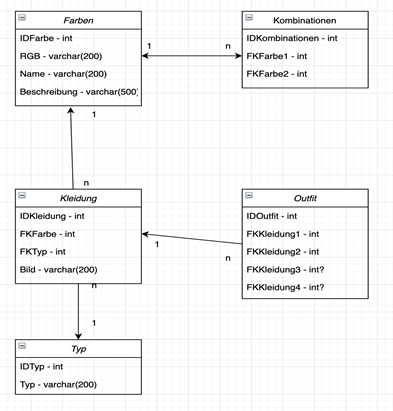 Farben
IDFarbe - int
RGB - varchar(200)
Name - varchar(200)
Beschreibung - varchar(500)
Kombinationen
IDKombinationen - int
FKFarbe1 - int
FKFarbe2 - int
1
n
1
n
Kleidung
IDKleidung - int
FKFarbe - int
FKTyp - int
Bild - varchar(200)
Outfit
IDOutfit - int
FKKleidung1 - int
FKKleidung2 - int
FKKleidung3 - int?
FKKleidung4 - int?
1
n
n
1
Typ
IDTyp - int
Typ - varchar(200)